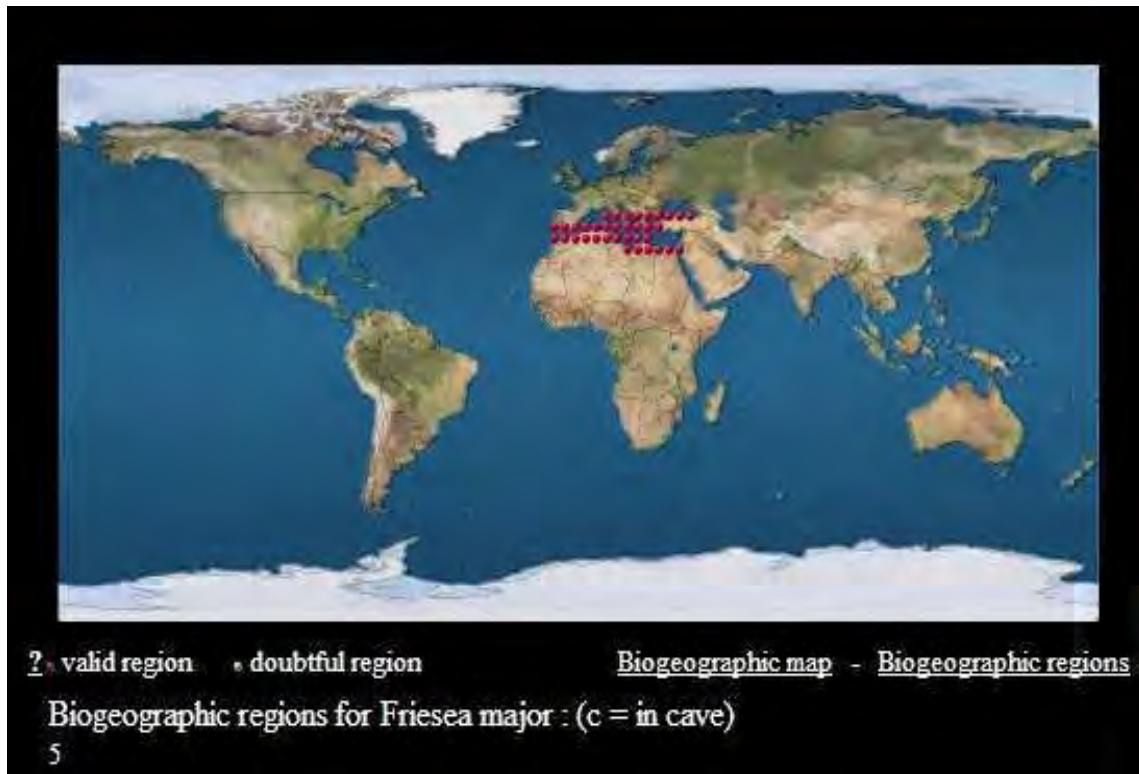 ? valid region doubtful region Biogeographic map - Biogeographic regions
Biogeographic regions for Friesea major : (c = in cave)
5